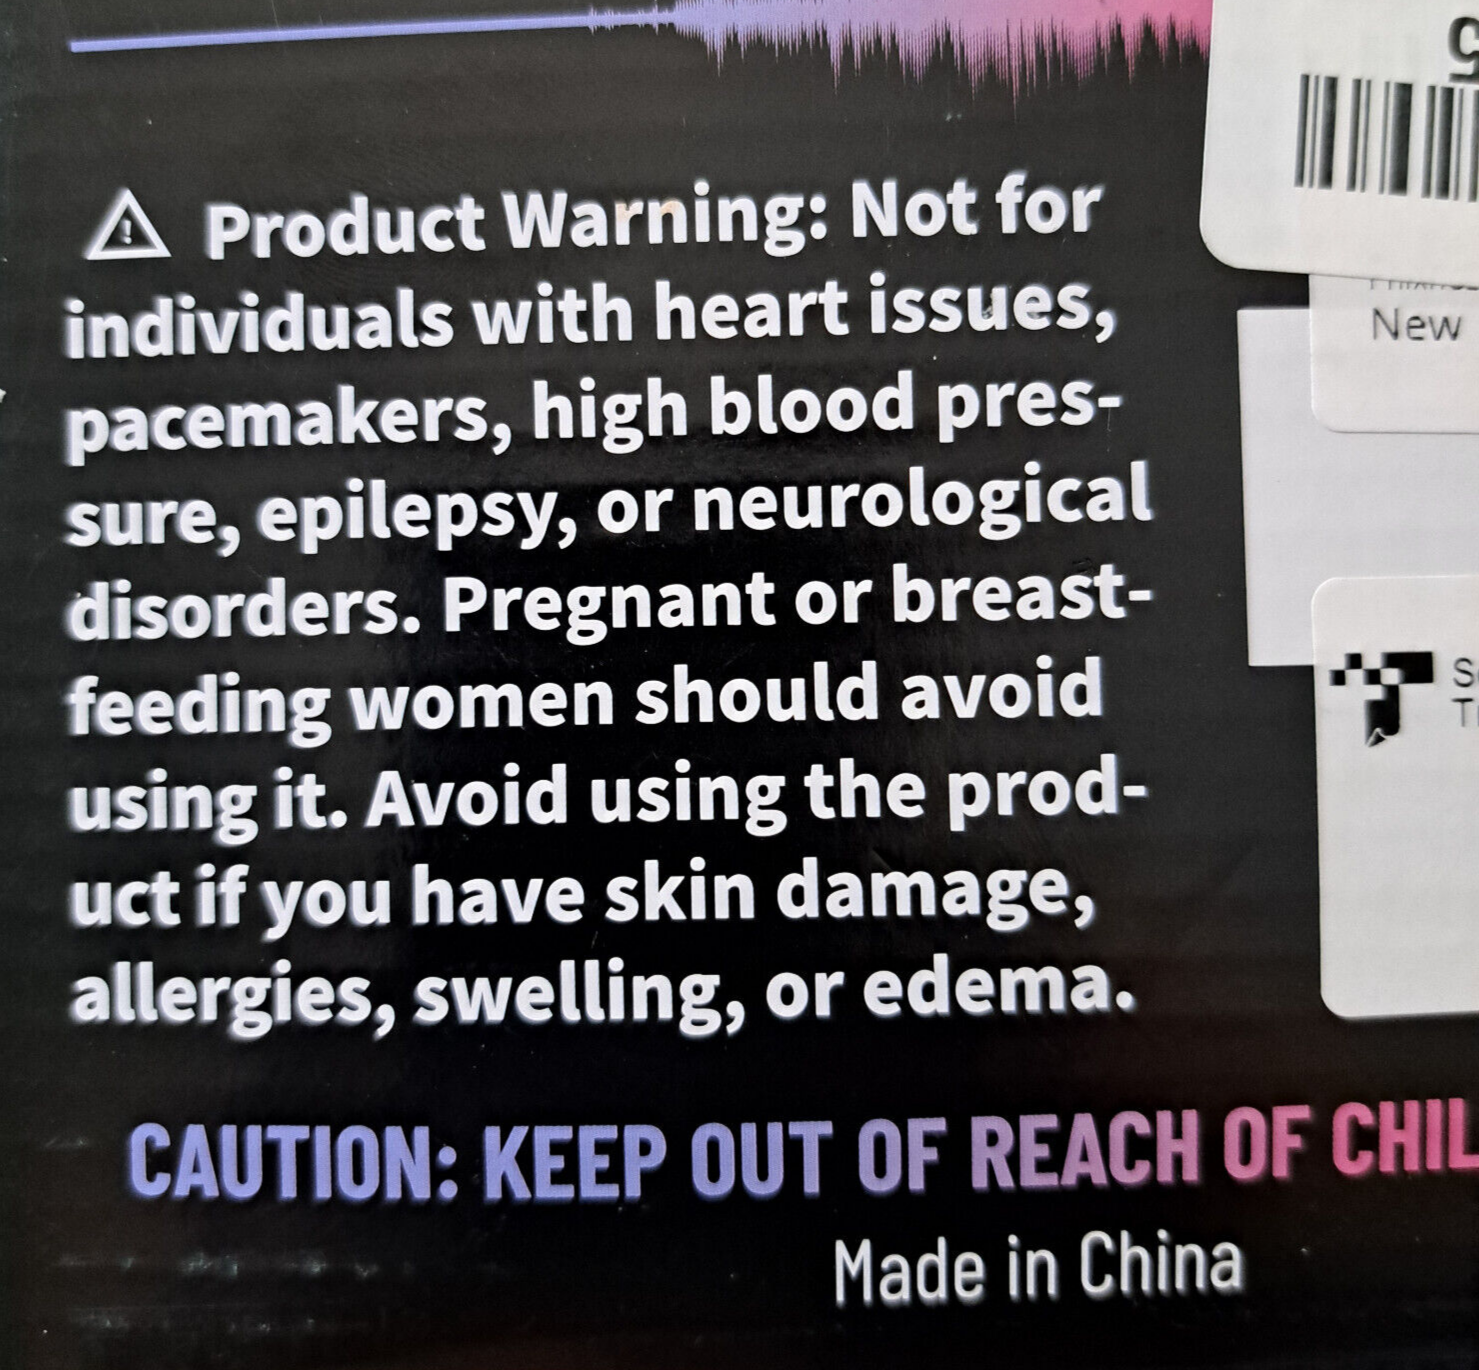 5
⚠ Product Warning: Not for
individuals with heart issues,
pacemakers, high blood pres-
sure, epilepsy, or neurological
disorders. Pregnant or breast-
feeding women should avoid
using it. Avoid using the prod-
uct if you have skin damage,
allergies, swelling, or edema.
New
CAUTION: KEEP OUT OF REACH OF CHIL
Made in China